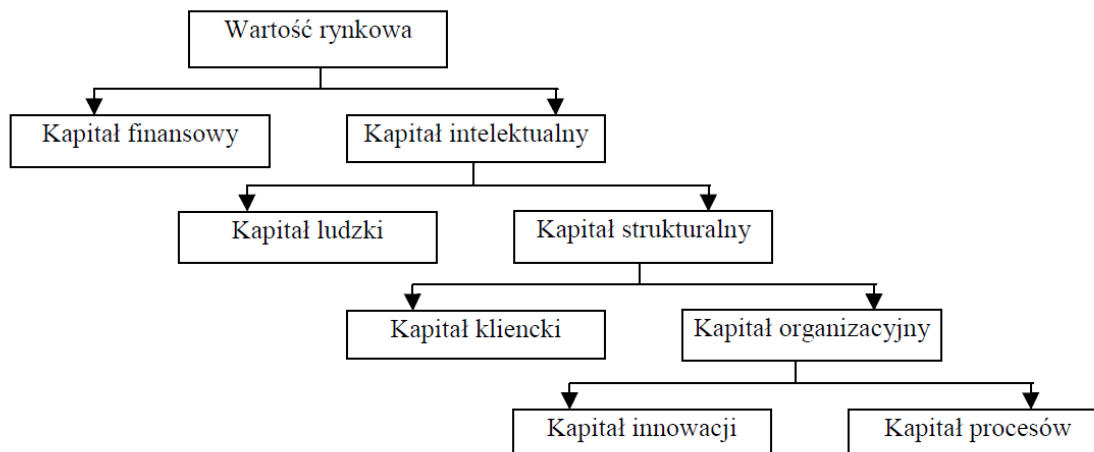 Wartość rynkowa
Kapitał finansowy
Kapitał intelektualny
Kapitał ludzki
Kapitał strukturalny
Kapitał kliencki
Kapitał organizacyjny
Kapitał innowacji
Kapitał procesów